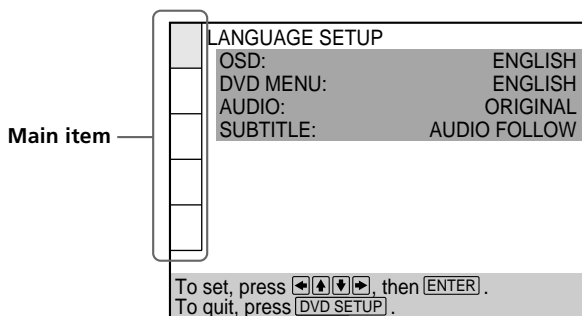 LANGUAGE SETUP
OSD: ENGLISH
DVD MENU: ENGLISH
AUDIO: ORIGINAL
SUBTITLE: AUDIO FOLLOW
Main item
To set, press ←↑↓→, then ENTER.
To quit, press DVD SETUP.